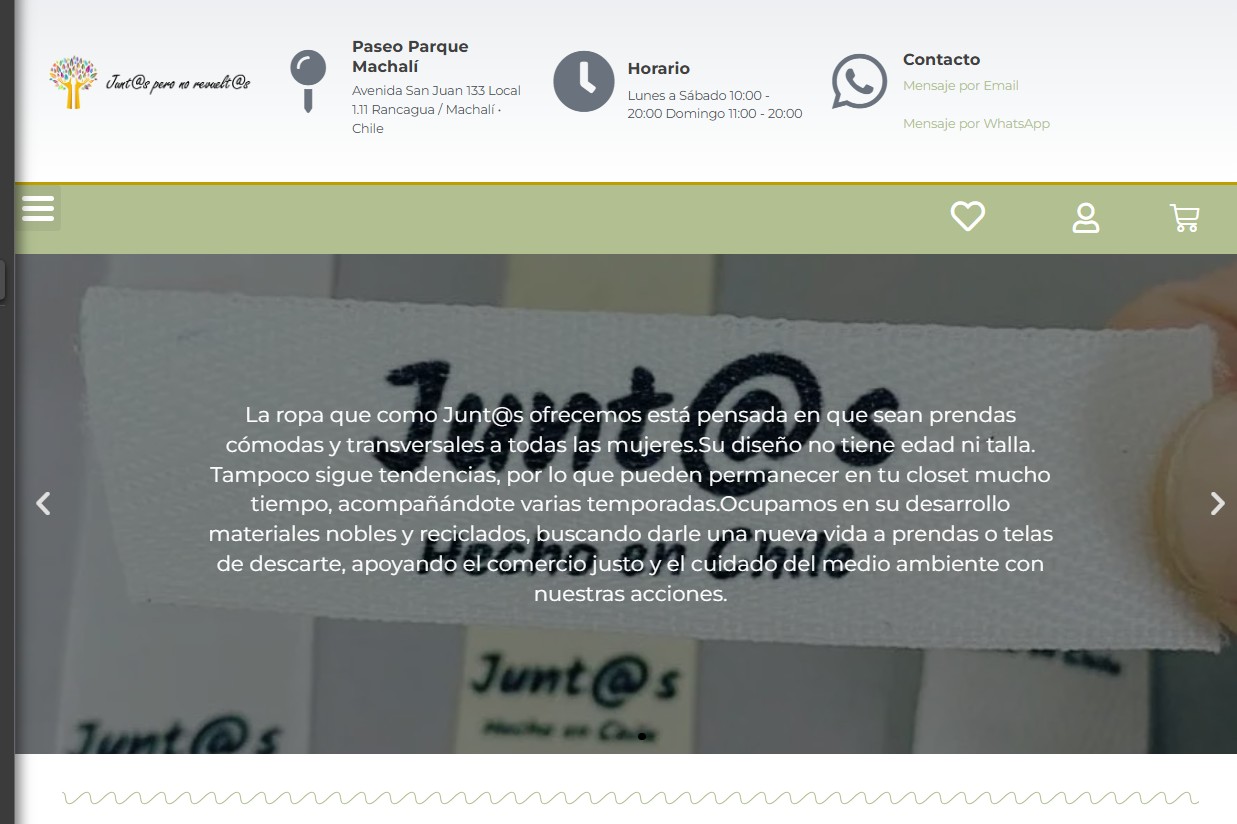 Junt@s pero no revuelt@s
Paseo Parque
Machalí
Avenida San Juan 133 Local
1.11 Rancagua / Machalí •
Chile
Horario
Lunes a Sábado 10:00 -
20:00 Domingo 11:00 - 20:00
Contacto
Mensaje por Email
Mensaje por WhatsApp
Junt@s
Hecho en Chile
La ropa que como Junt@s ofrecemos está pensada en que sean prendas
cómodas y transversales a todas las mujeres.Su diseño no tiene edad ni talla.
Tampoco sigue tendencias, por lo que pueden permanecer en tu closet mucho
tiempo, acompañándote varias temporadas.Ocupamos en su desarrollo
materiales nobles y reciclados, buscando darle una nueva vida a prendas o telas
de descarte, apoyando el comercio justo y el cuidado del medio ambiente con
nuestras acciones.
Junt@s
Hecho en Chile
Junt@s
en Chile